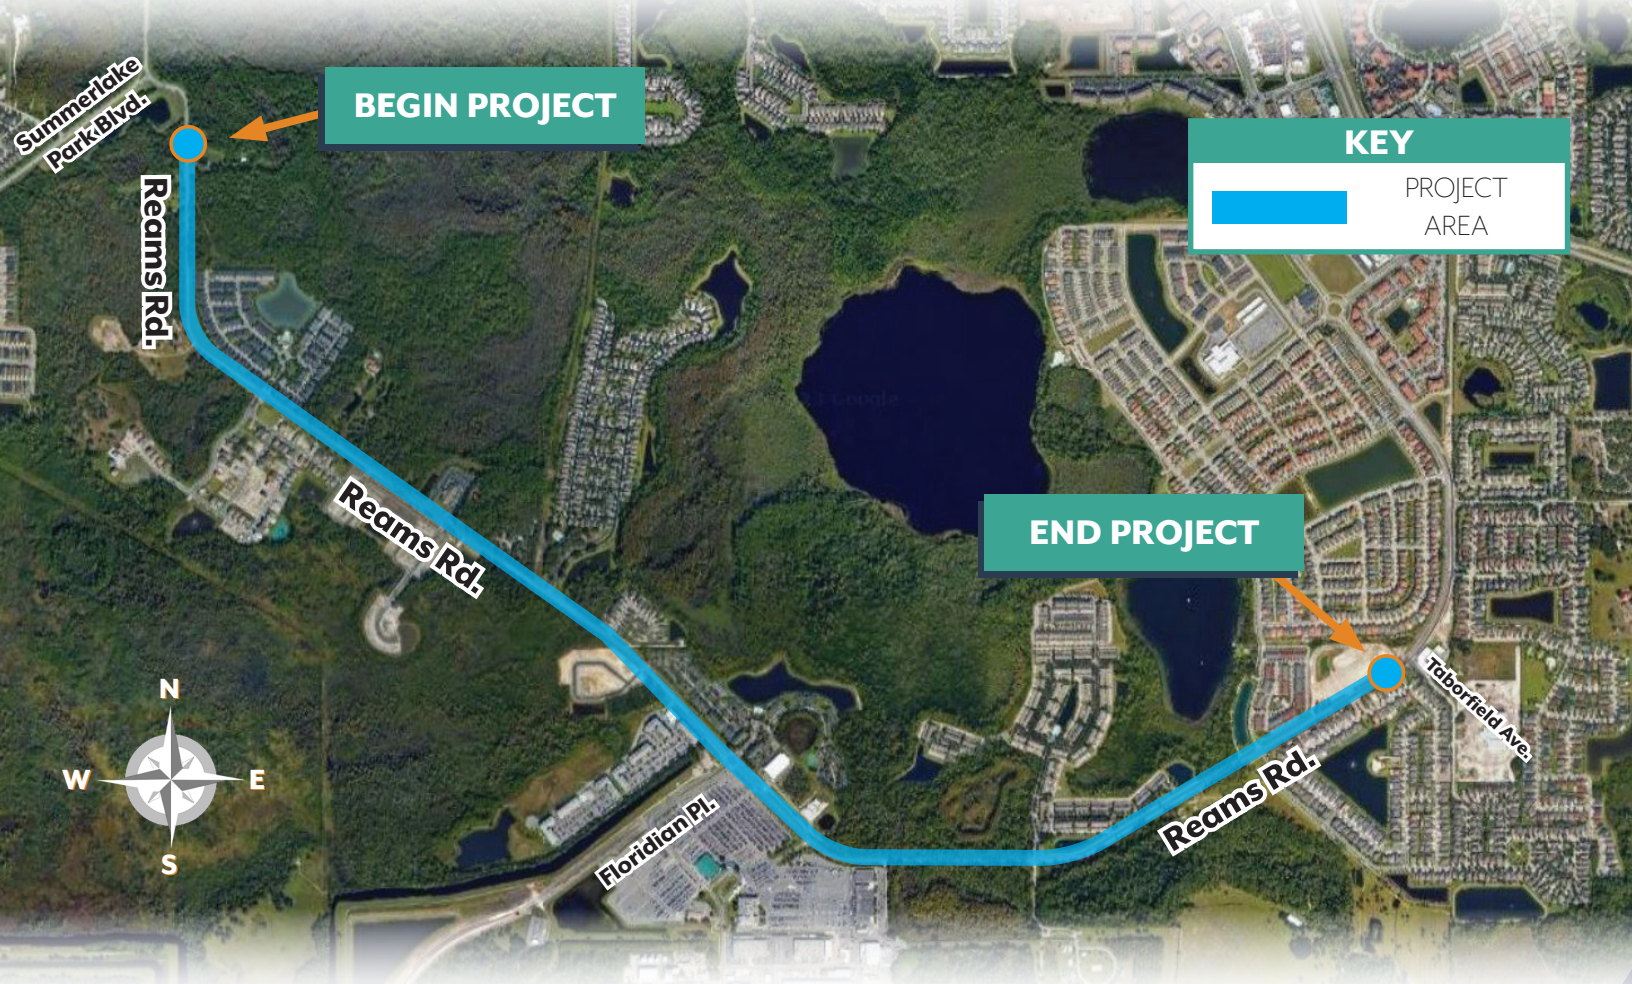 Summerlake
Park Blvd.
BEGIN PROJECT
KEY
PROJECT
AREA
Reams Rd.
Google
Reams Rd.
END PROJECT
Taborfield Ave.
N
W
E
S
Reams Rd.
Floridian Pl.